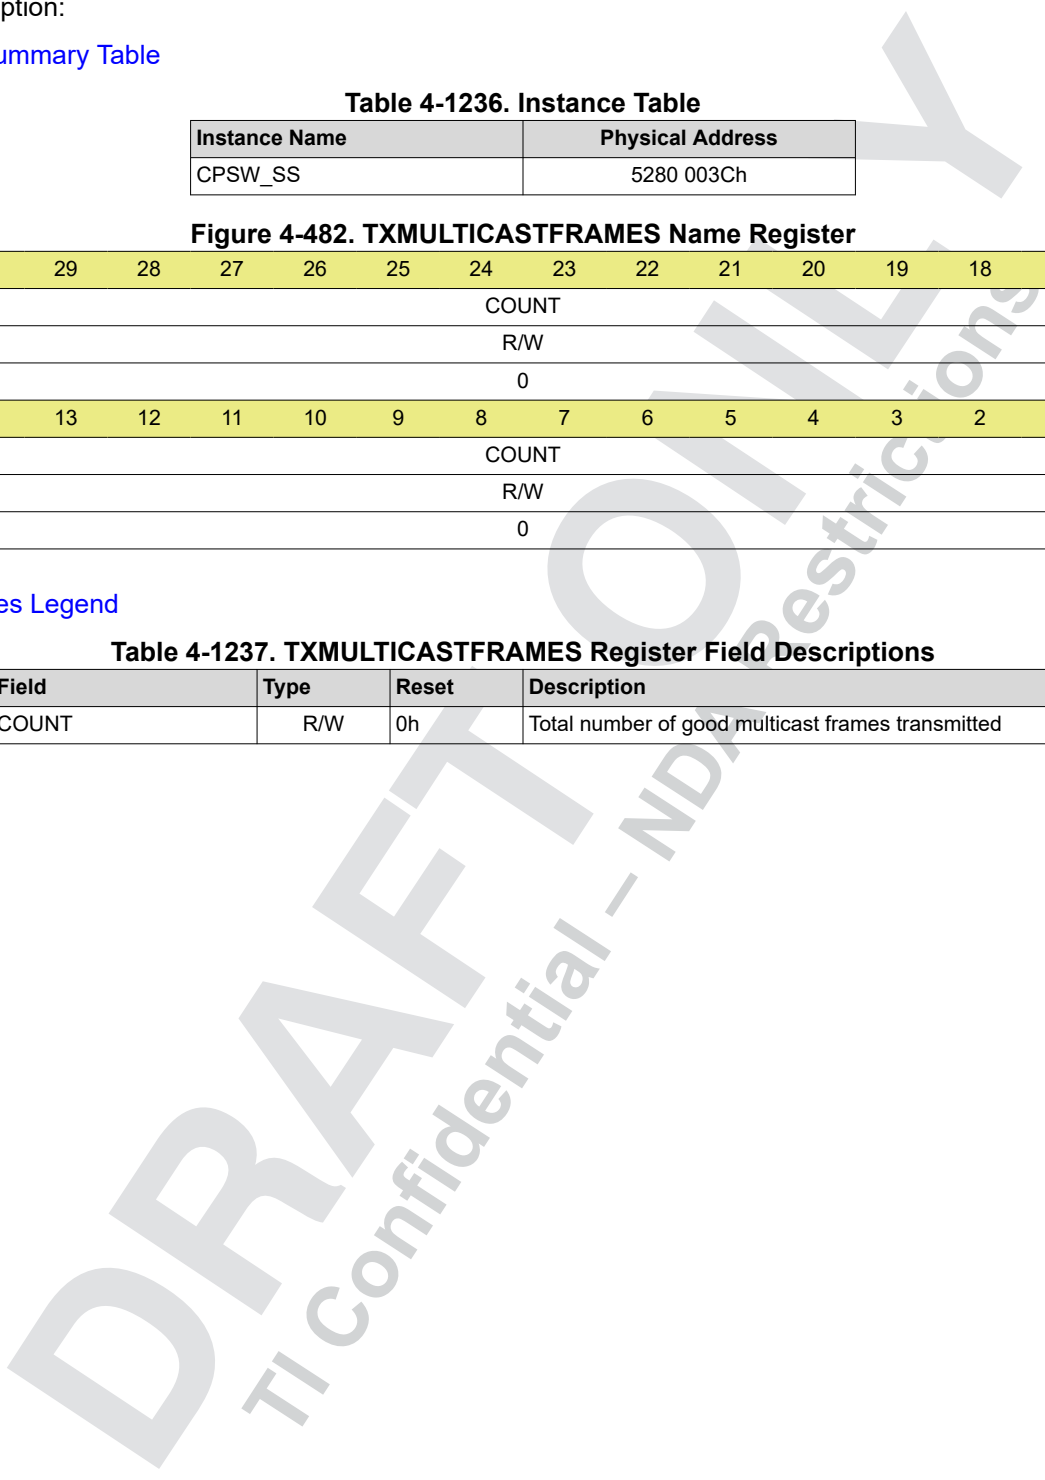 ption:
ummary Table
Table 4-1236. Instance Table
Instance Name Physical Address
CPSW_SS 5280 003Ch
Figure 4-482. TXMULTICASTFRAMES Name Register
29 28 27 26 25 24 23 22 21 20 19 18
COUNT
R/W
0
13 12 11 10 9 8 7 6 5 4 3 2
COUNT
R/W
0
es Legend
Table 4-1237. TXMULTICASTFRAMES Register Field Descriptions
Field Type Reset Description
COUNT R/W 0h Total number of good multicast frames transmitted
DRAFT ONLY
TI Confidential – NDA Restrictions